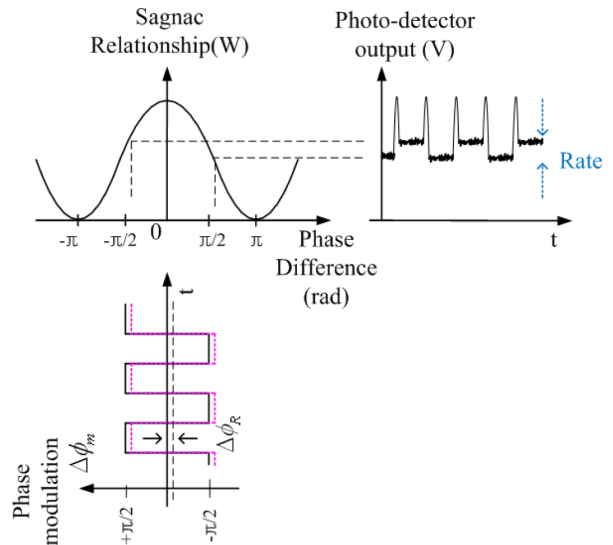 Sagnac
Relationship(W)
Photo-detector
output (V)
Rate
-π
-π/2
0
π/2
π
Phase
Difference
(rad)
t
t
Δϕm
ΔϕR
Phase
modulation
+π/2
-π/2